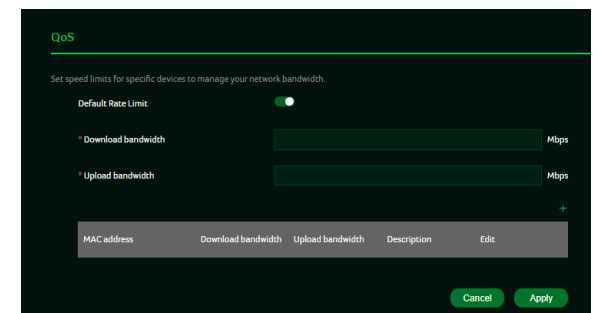 QoS
Set speed limits for specific devices to manage your network bandwidth.
Default Rate Limit
* Download bandwidth Mbps
* Upload bandwidth Mbps
+
MAC address Download bandwidth Upload bandwidth Description Edit
Cancel Apply